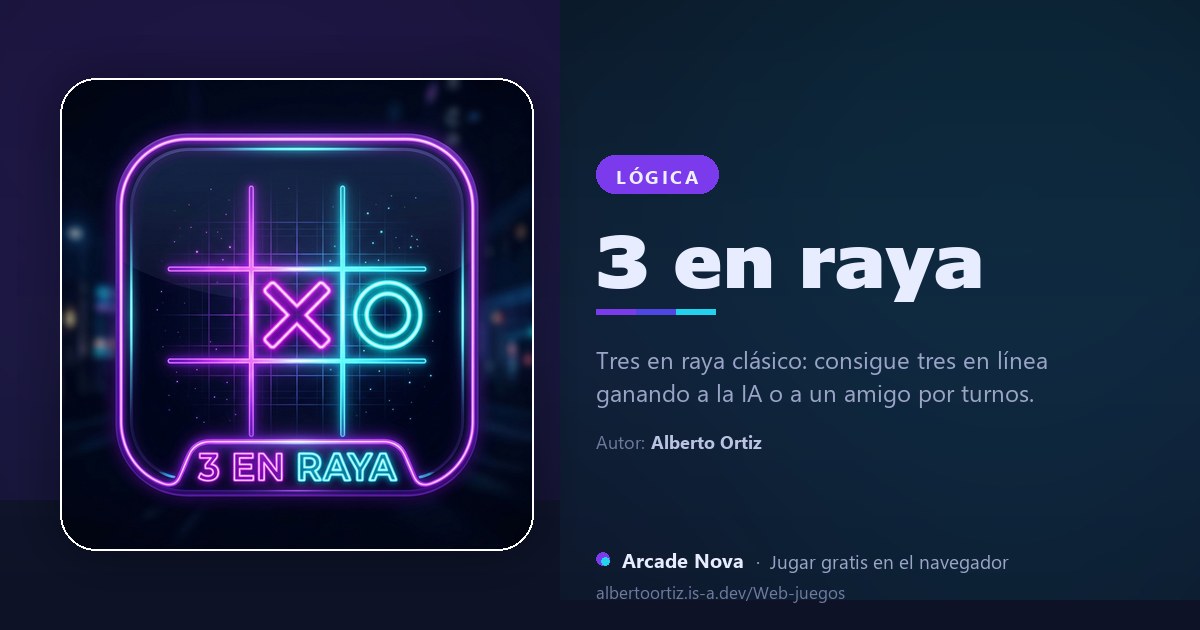 3 EN RAYA
LÓGICA
3 en raya
Tres en raya clásico: consigue tres en línea
ganando a la IA o a un amigo por turnos.
Autor: Alberto Ortiz
Arcade Nova · Jugar gratis en el navegador
albertoortiz.is-a.dev/Web-juegos